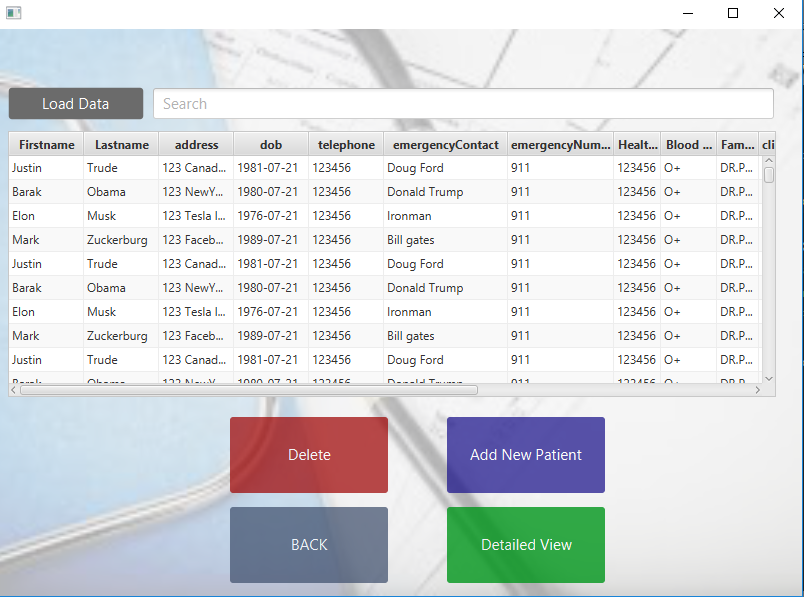 Load Data Search
Firstname Lastname address dob telephone emergencyContact emergencyNum... Healt... Blood ... Fam... cli
Justin Trude 123 Canad... 1981-07-21 123456 Doug Ford 911 123456 O+ DR.P...
Barak Obama 123 NewY... 1980-07-21 123456 Donald Trump 911 123456 O+ DR.P...
Elon Musk 123 Tesla l... 1976-07-21 123456 Ironman 911 123456 O+ DR.P...
Mark Zuckerburg 123 Faceb... 1989-07-21 123456 Bill gates 911 123456 O+ DR.P...
Justin Trude 123 Canad... 1981-07-21 123456 Doug Ford 911 123456 O+ DR.P...
Barak Obama 123 NewY... 1980-07-21 123456 Donald Trump 911 123456 O+ DR.P...
Elon Musk 123 Tesla l... 1976-07-21 123456 Ironman 911 123456 O+ DR.P...
Mark Zuckerburg 123 Faceb... 1989-07-21 123456 Bill gates 911 123456 O+ DR.P...
Justin Trude 123 Canad... 1981-07-21 123456 Doug Ford 911 123456 O+ DR.P...
Barak Obama 123 NewY... 1980-07-21 123456 Donald Trump 911 123456 O+ DR.P...
Delete Add New Patient
BACK Detailed View